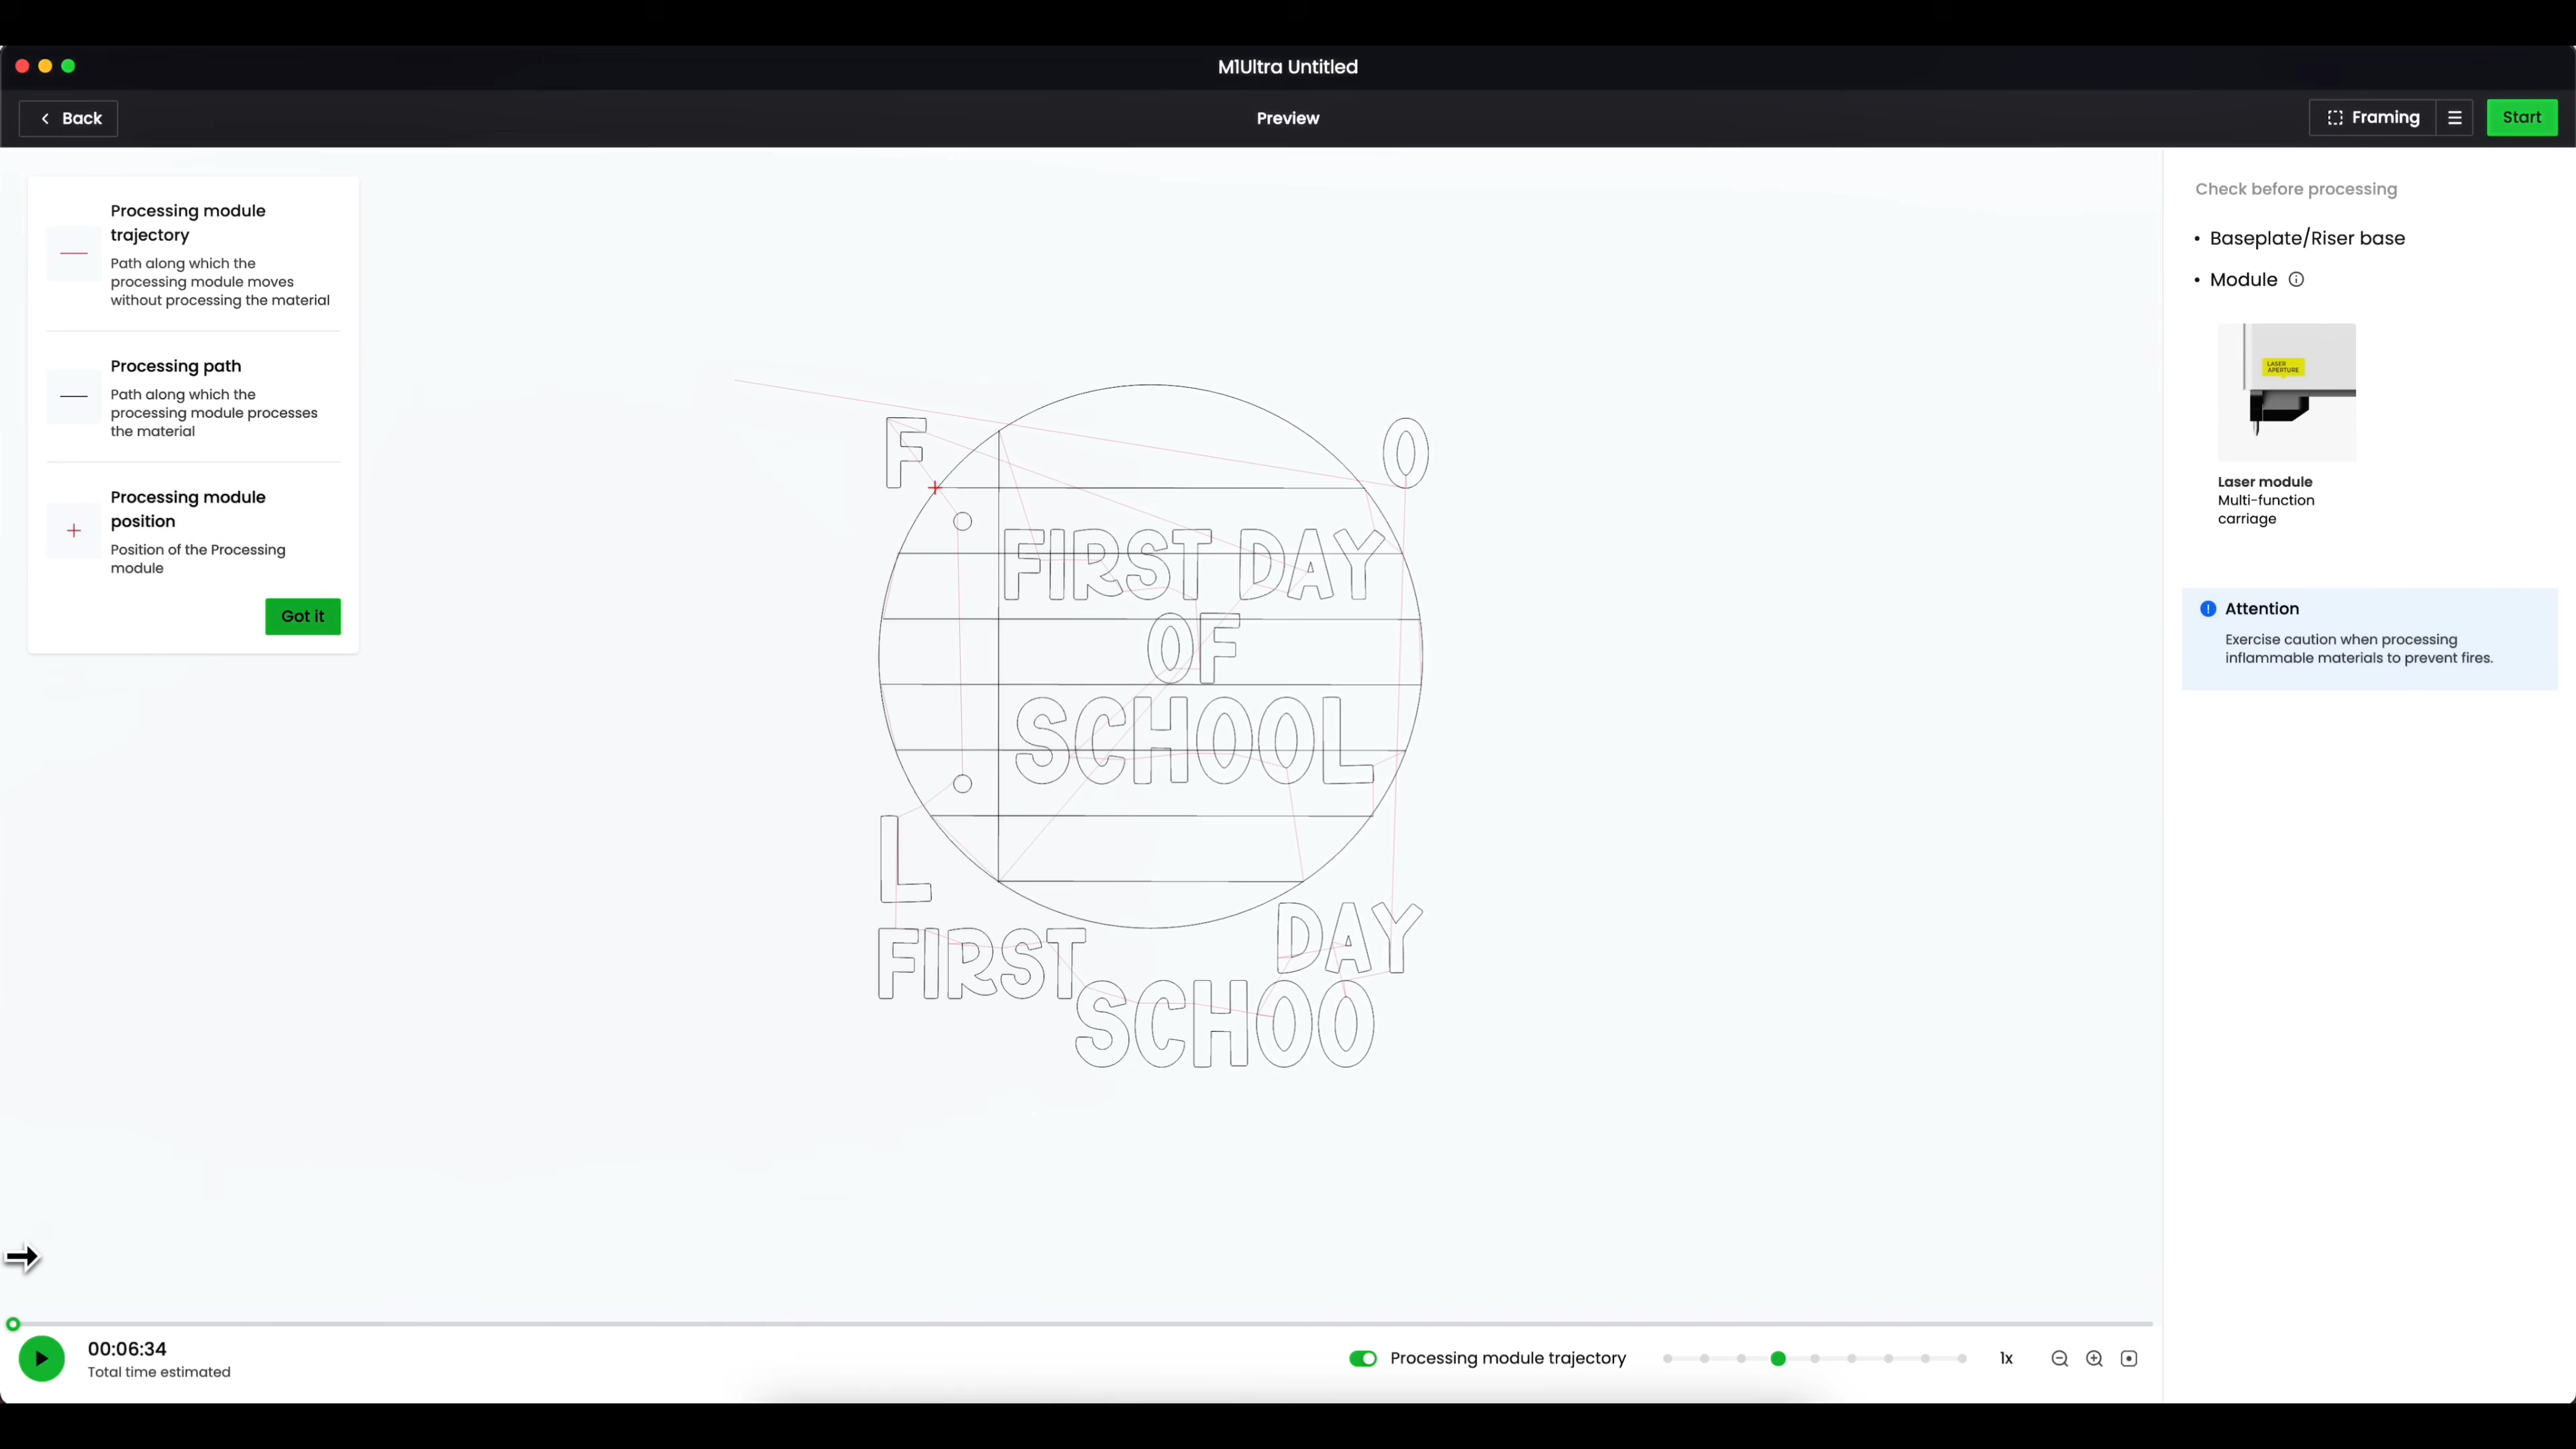 M1Ultra Untitled
Back
Preview
Framing
Start
Processing module
trajectory
Path along which the
processing module moves
without processing the material
Processing path
Path along which the
processing module processes
the material
Processing module
position
Position of the Processing
module
Got it
F
O
FIRST DAY
OF
SCHOOL
L
FIRST
DAY
SCHOO
Check before processing
• Baseplate/Riser base
• Module
LASER
APERTURE
Laser module
Multi-function
carriage
Attention
Exercise caution when processing
inflammable materials to prevent fires.
00:06:34
Total time estimated
Processing module trajectory
1x